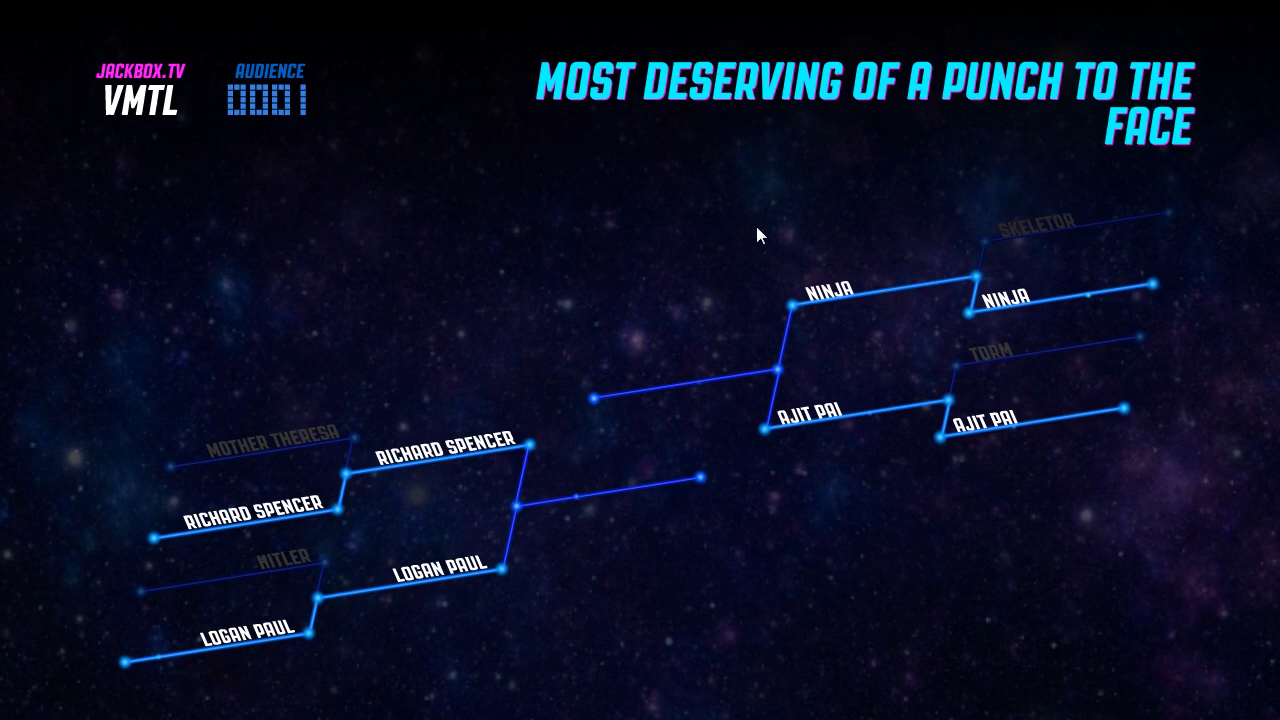 JACKBOX.TV
VMTL
AUDIENCE
0001
MOST DESERVING OF A PUNCH TO THE
FACE
SKELETOR
NINJA
NINJA
TORM
AJIT PAI
AJIT PAI
MOTHER THERESA
RICHARD SPENCER
RICHARD SPENCER
HITLER
LOGAN PAUL
LOGAN PAUL